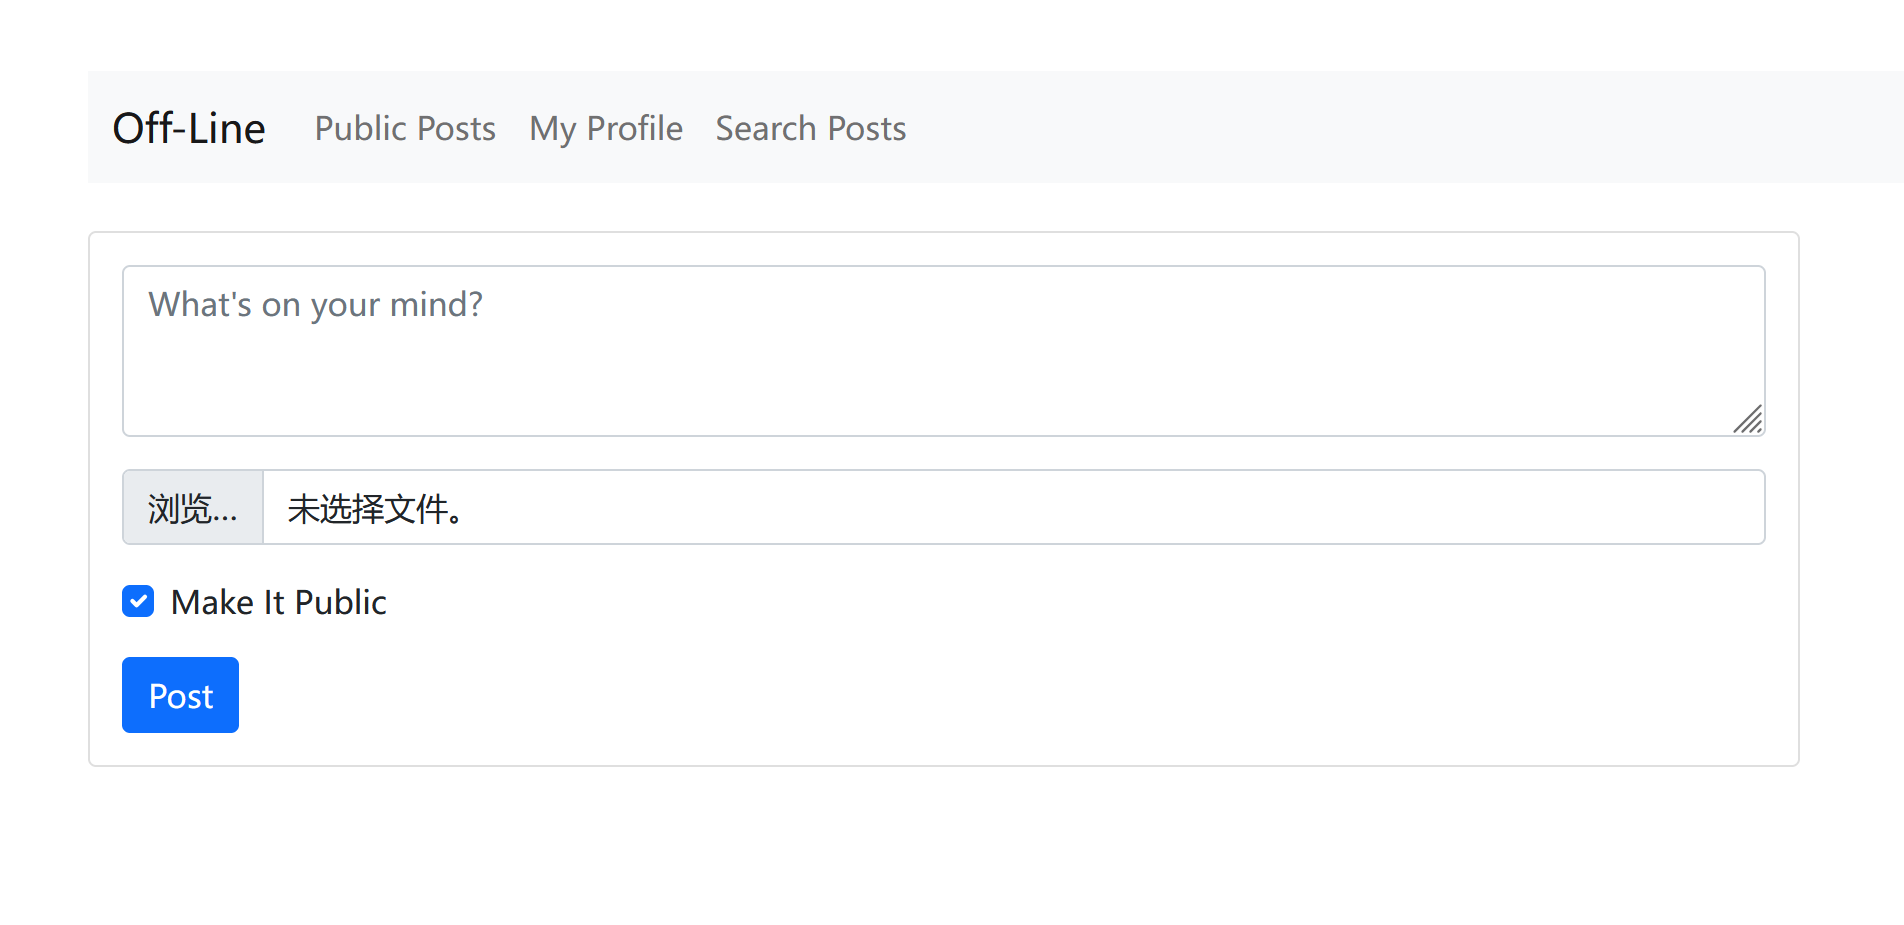 Off-Line Public Posts My Profile Search Posts
What's on your mind?
浏览… 未选择文件。
Make It Public
Post